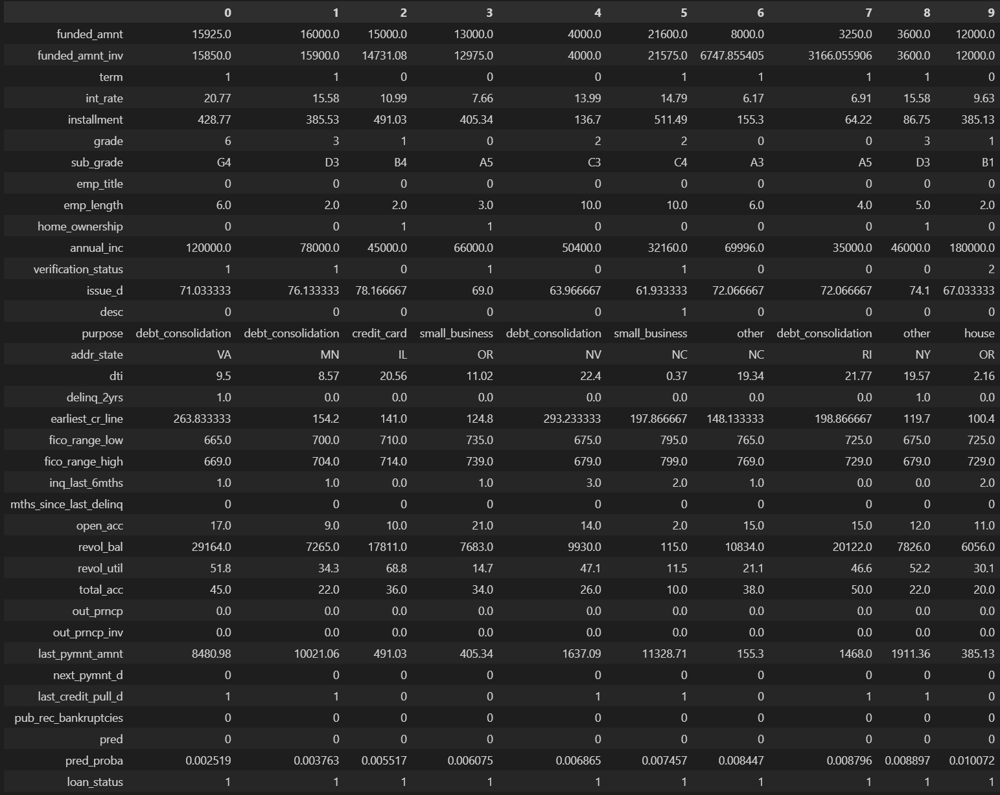 0 1 2 3 4 5 6 7 8 9
funded_amnt 15925.0 16000.0 15000.0 13000.0 4000.0 21600.0 8000.0 3250.0 3600.0 12000.0
funded_amnt_inv 15850.0 15900.0 14731.08 12975.0 4000.0 21575.0 6747.855405 3166.055906 3600.0 12000.0
term 1 1 0 0 0 1 1 1 1 0
int_rate 20.77 15.58 10.99 7.66 13.99 14.79 6.17 6.91 15.58 9.63
installment 428.77 385.53 491.03 405.34 136.7 511.49 155.3 64.22 86.75 385.13
grade 6 3 1 0 2 2 0 0 3 1
sub_grade G4 D3 B4 A5 C3 C4 A3 A5 D3 B1
emp_title 0 0 0 0 0 0 0 0 0 0
emp_length 6.0 2.0 2.0 3.0 10.0 10.0 6.0 4.0 5.0 2.0
home_ownership 0 0 1 1 0 0 0 0 1 0
annual_inc 120000.0 78000.0 45000.0 66000.0 50400.0 32160.0 69996.0 35000.0 46000.0 180000.0
verification_status 1 1 0 1 0 1 0 0 0 2
issue_d 71.033333 76.133333 78.166667 69.0 63.966667 61.933333 72.066667 72.066667 74.1 67.033333
desc 0 0 0 0 0 1 0 0 0 0
purpose debt_consolidation debt_consolidation credit_card small_business debt_consolidation small_business other debt_consolidation other house
addr_state VA MN IL OR NV NC NC RI NY OR
dti 9.5 8.57 20.56 11.02 22.4 0.37 19.34 21.77 19.57 2.16
delinq_2yrs 1.0 0.0 0.0 0.0 0.0 0.0 0.0 0.0 1.0 0.0
earliest_cr_line 263.833333 154.2 141.0 124.8 293.233333 197.866667 148.133333 198.866667 119.7 100.4
fico_range_low 665.0 700.0 710.0 735.0 675.0 795.0 765.0 725.0 675.0 725.0
fico_range_high 669.0 704.0 714.0 739.0 679.0 799.0 769.0 729.0 679.0 729.0
inq_last_6mths 1.0 1.0 0.0 1.0 3.0 2.0 1.0 0.0 0.0 2.0
mths_since_last_delinq 0 0 0 0 0 0 0 0 0 0
open_acc 17.0 9.0 10.0 21.0 14.0 2.0 15.0 15.0 12.0 11.0
revol_bal 29164.0 7265.0 17811.0 7683.0 9930.0 115.0 10834.0 20122.0 7826.0 6056.0
revol_util 51.8 34.3 68.8 14.7 47.1 11.5 21.1 46.6 52.2 30.1
total_acc 45.0 22.0 36.0 34.0 26.0 10.0 38.0 50.0 22.0 20.0
out_prncp 0.0 0.0 0.0 0.0 0.0 0.0 0.0 0.0 0.0 0.0
out_prncp_inv 0.0 0.0 0.0 0.0 0.0 0.0 0.0 0.0 0.0 0.0
last_pymnt_amnt 8480.98 10021.06 491.03 405.34 1637.09 11328.71 155.3 1468.0 1911.36 385.13
next_pymnt_d 0 0 0 0 0 0 0 0 0 0
last_credit_pull_d 1 1 0 0 1 1 0 1 1 0
pub_rec_bankruptcies 0 0 0 0 0 0 0 0 0 0
pred 0 0 0 0 0 0 0 0 0 0
pred_proba 0.002519 0.003763 0.005517 0.006075 0.006865 0.007457 0.008447 0.008796 0.008897 0.010072
loan_status 1 1 1 1 1 1 1 1 1 1